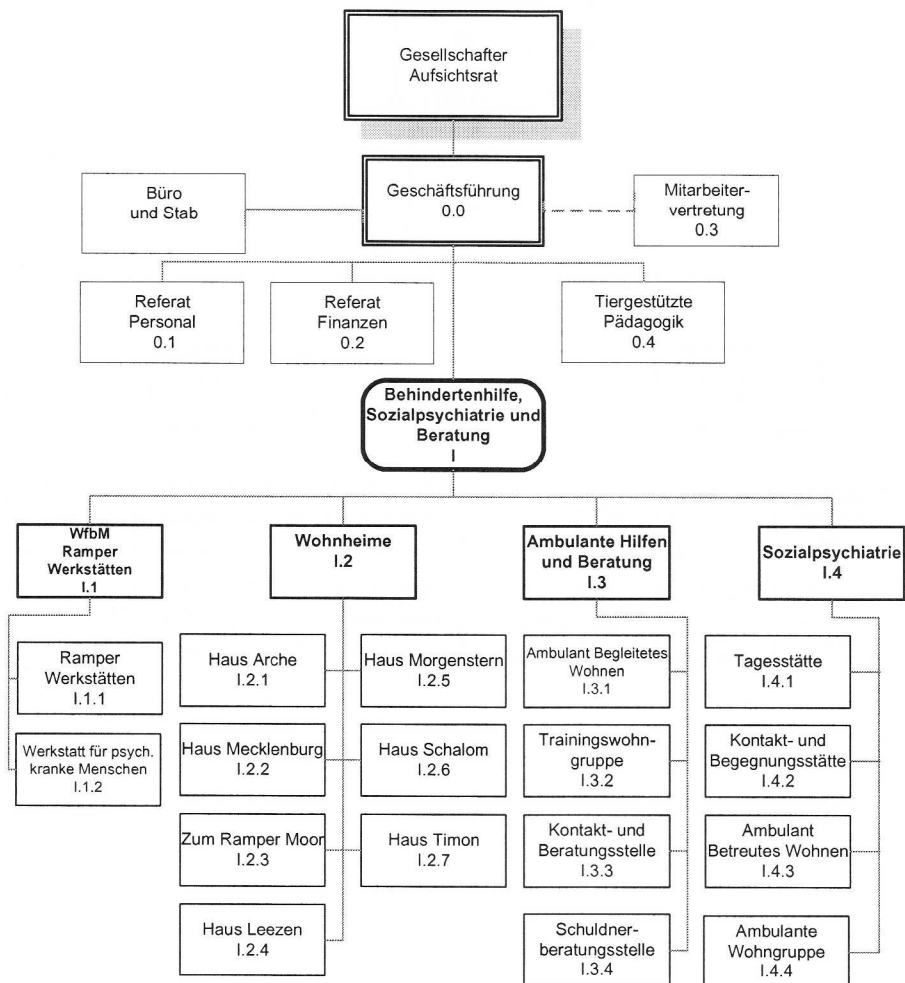 Gesellschafter
Aufsichtsrat
Geschäftsführung
0.0
Büro
und Stab
Mitarbeiter-
vertretung
0.3
Referat
Personal
0.1
Referat
Finanzen
0.2
Tiergestützte
Pädagogik
0.4
Behindertenhilfe,
Sozialpsychiatrie und
Beratung
I
WfbM
Ramper
Werkstätten
I.1
Wohnheime
I.2
Ambulante Hilfen
und Beratung
I.3
Sozialpsychiatrie
I.4
Ramper
Werkstätten
I.1.1
Werkstatt für psych.
kranke Menschen
I.1.2
Haus Arche
I.2.1
Haus Mecklenburg
I.2.2
Zum Ramper Moor
I.2.3
Haus Leezen
I.2.4
Haus Morgenstern
I.2.5
Haus Schalom
I.2.6
Haus Timon
I.2.7
Ambulant Begleitetes
Wohnen
I.3.1
Trainingswohn-
gruppe
I.3.2
Kontakt- und
Beratungsstelle
I.3.3
Schuldner-
beratungsstelle
I.3.4
Tagesstätte
I.4.1
Kontakt- und
Begegnungsstätte
I.4.2
Ambulant
Betreutes Wohnen
I.4.3
Ambulante
Wohngruppe
I.4.4